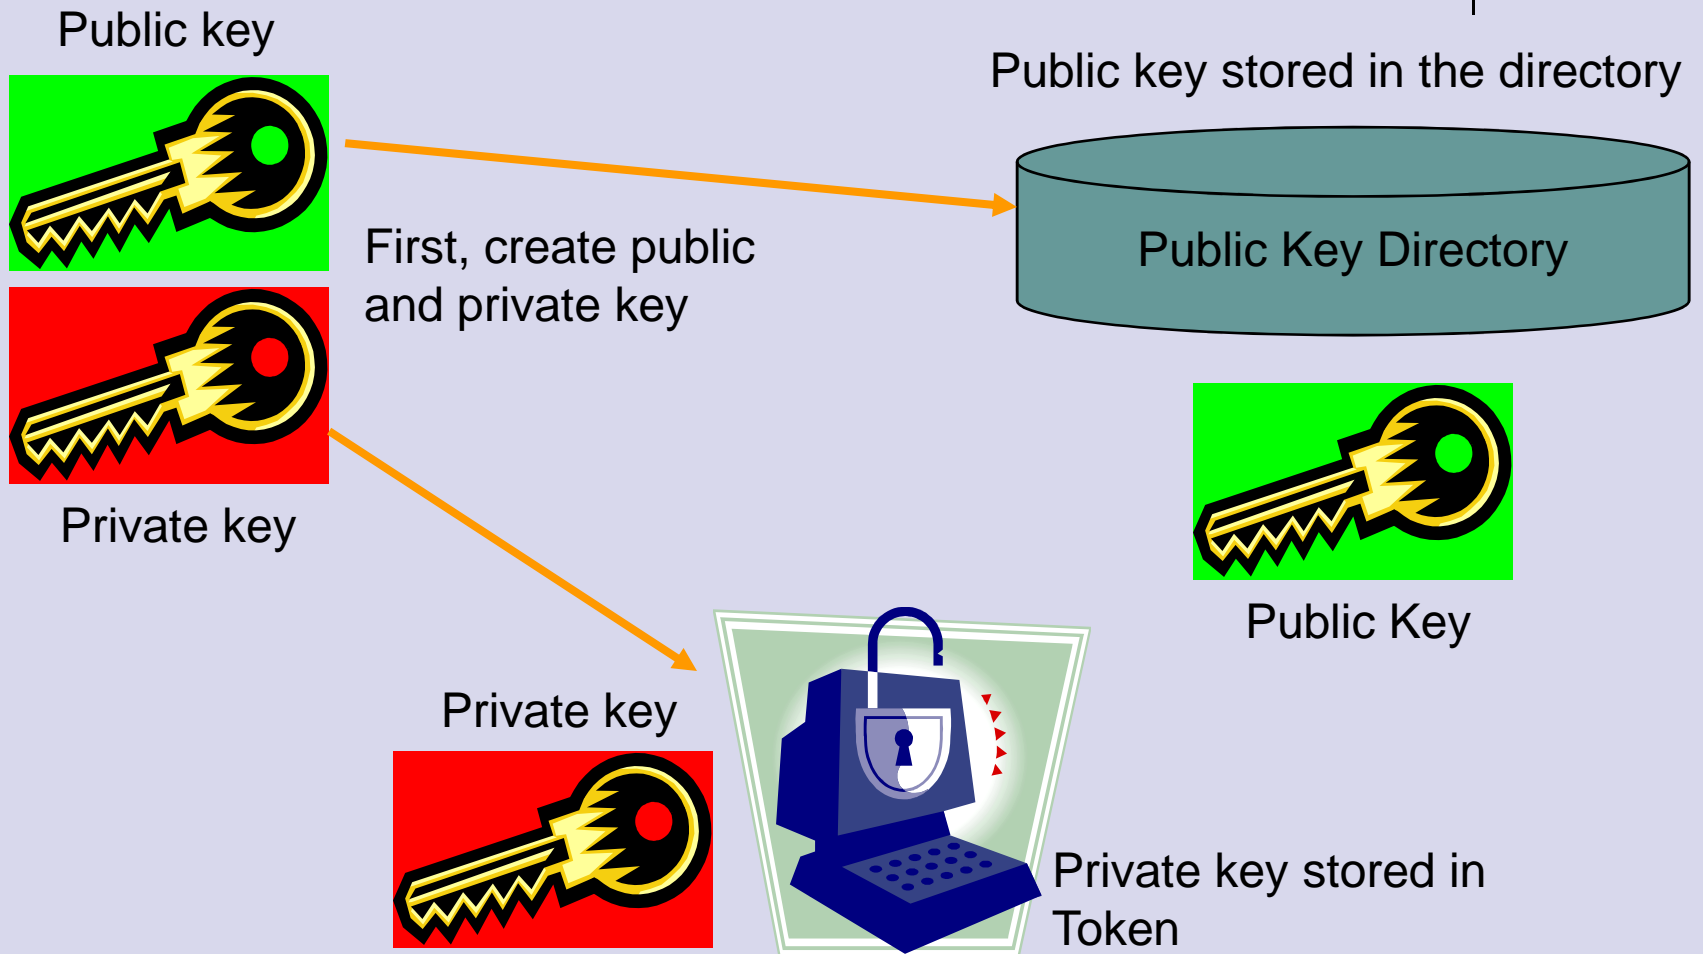 Public key
Public key stored in the directory
First, create public
and private key
Public Key Directory
Private key
Public Key
Private key
Private key stored in
Token